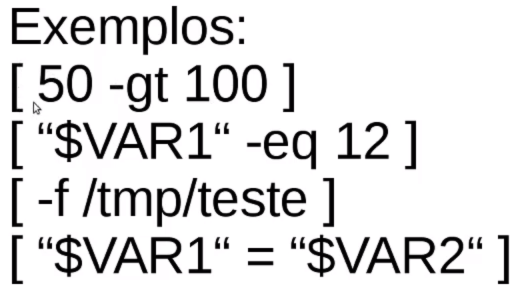 Exemplos:
[ 50 -gt 100 ]
[ “$VAR1“ -eq 12 ]
[ -f /tmp/teste ]
[ “$VAR1“ = “$VAR2“ ]